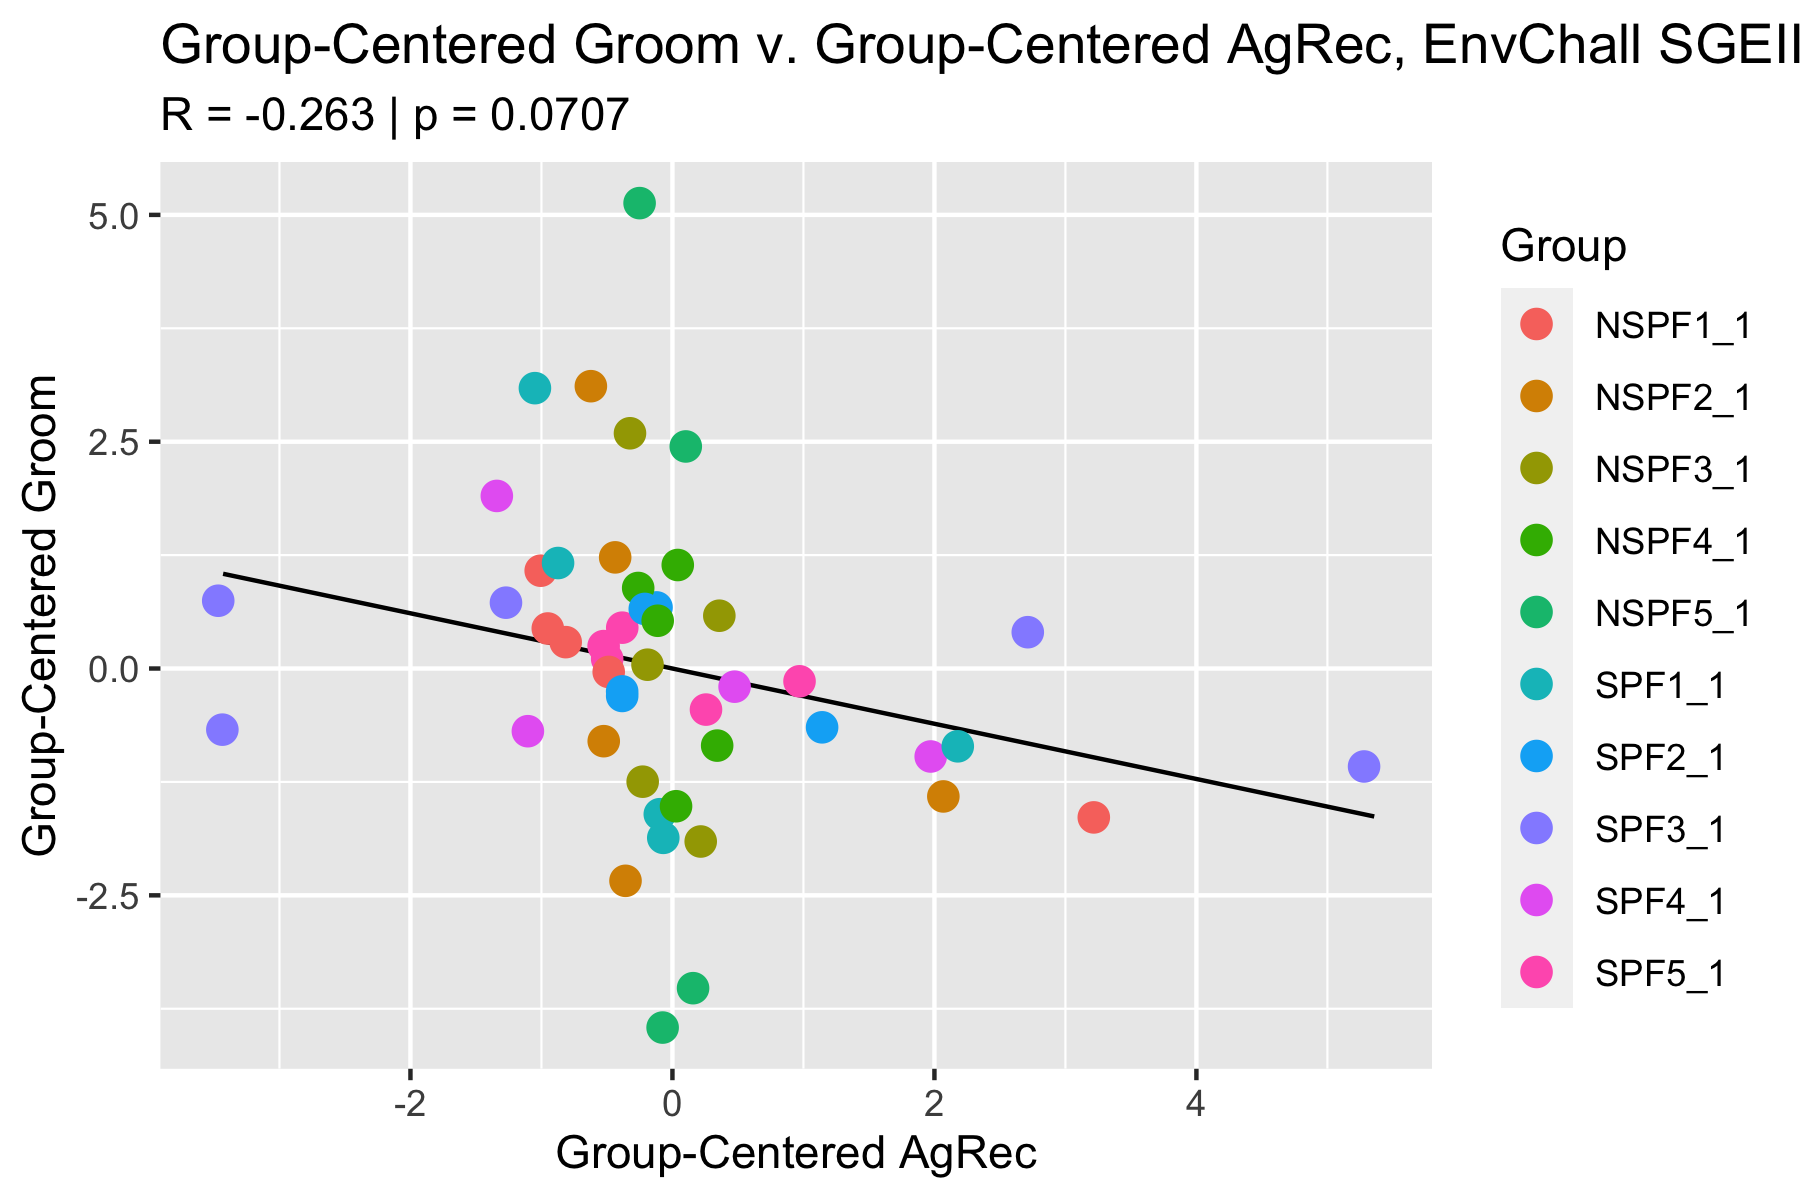 Group-Centered Groom v. Group-Centered AgRec, EnvChall SGEII
R = -0.263 | p = 0.0707
5.0
2.5
0.0
-2.5
Group-Centered Groom
-2
0
2
4
Group-Centered AgRec
Group
NSPF1_1
NSPF2_1
NSPF3_1
NSPF4_1
NSPF5_1
SPF1_1
SPF2_1
SPF3_1
SPF4_1
SPF5_1